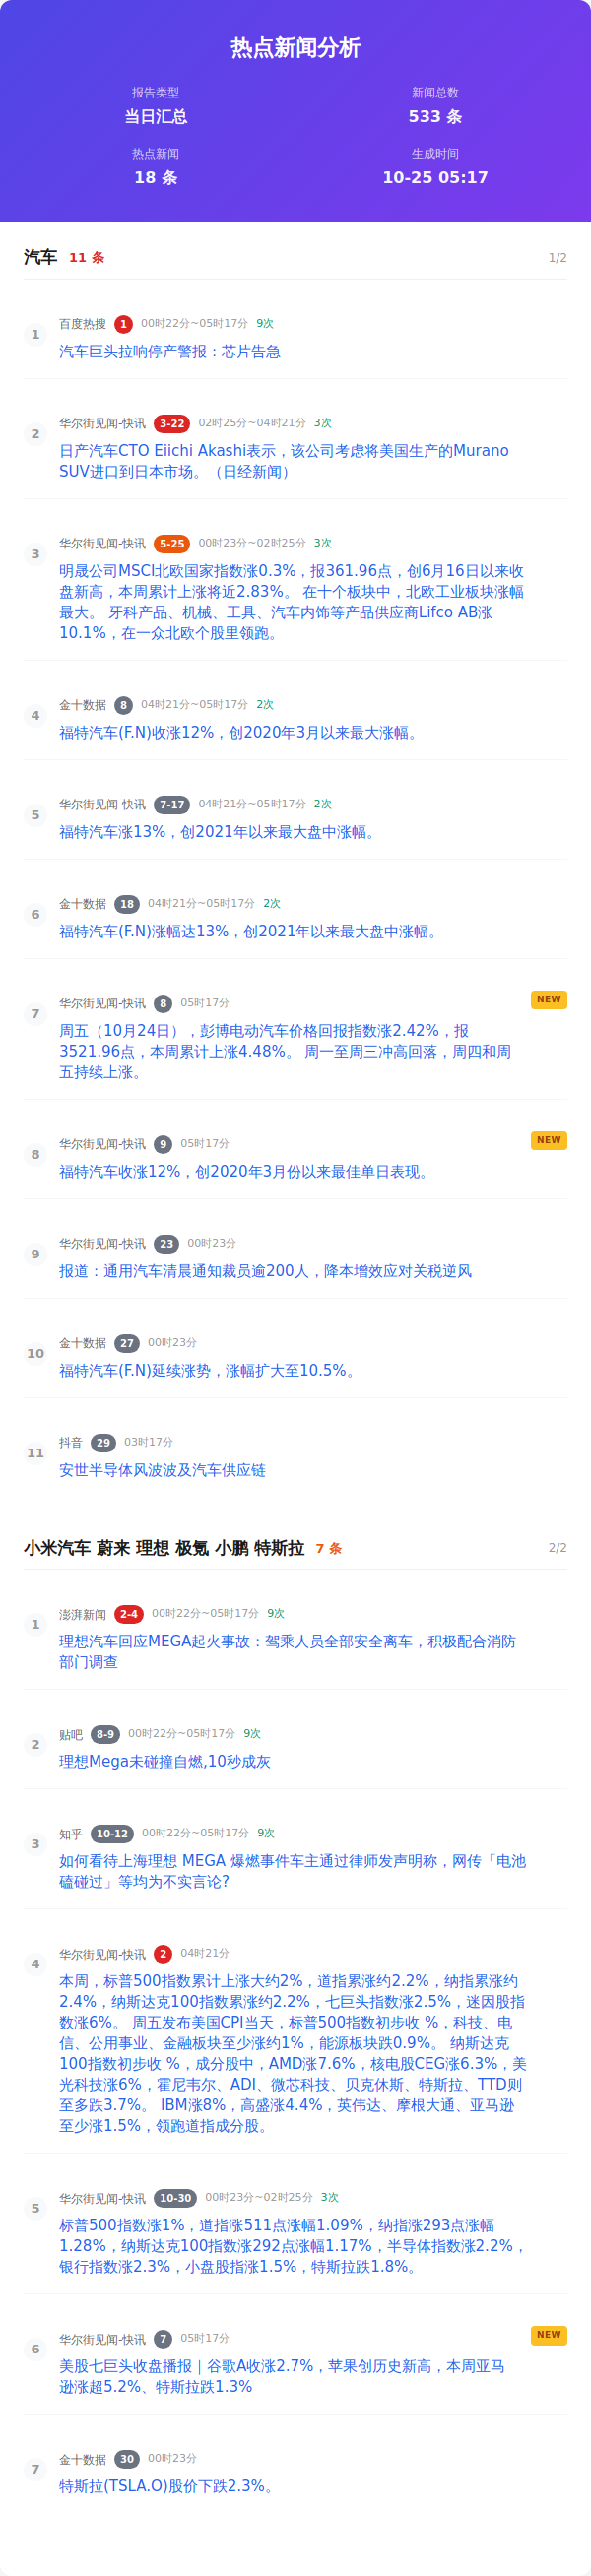 热点新闻分析
报告类型 新闻总数
当日汇总 533 条
热点新闻 生成时间
18 条 10-25 05:17
汽车 11 条 1/2
1 百度热搜 1 00时22分~05时17分 9次
汽车巨头拉响停产警报：芯片告急
2 华尔街见闻-快讯 3-22 02时25分~04时21分 3次
日产汽车CTO Eiichi Akashi表示，该公司考虑将美国生产的Murano
SUV进口到日本市场。（日经新闻）
3 华尔街见闻-快讯 5-25 00时23分~02时25分 3次
明晟公司MSCI北欧国家指数涨0.3%，报361.96点，创6月16日以来收
盘新高，本周累计上涨将近2.83%。 在十个板块中，北欧工业板块涨幅
最大。 牙科产品、机械、工具、汽车内饰等产品供应商Lifco AB涨
10.1%，在一众北欧个股里领跑。
4 金十数据 8 04时21分~05时17分 2次
福特汽车(F.N)收涨12%，创2020年3月以来最大涨幅。
5 华尔街见闻-快讯 7-17 04时21分~05时17分 2次
福特汽车涨13%，创2021年以来最大盘中涨幅。
6 金十数据 18 04时21分~05时17分 2次
福特汽车(F.N)涨幅达13%，创2021年以来最大盘中涨幅。
7 华尔街见闻-快讯 8 05时17分 NEW
周五（10月24日），彭博电动汽车价格回报指数涨2.42%，报
3521.96点，本周累计上涨4.48%。 周一至周三冲高回落，周四和周
五持续上涨。
8 华尔街见闻-快讯 9 05时17分 NEW
福特汽车收涨12%，创2020年3月份以来最佳单日表现。
9 华尔街见闻-快讯 23 00时23分
报道：通用汽车清晨通知裁员逾200人，降本增效应对关税逆风
10 金十数据 27 00时23分
福特汽车(F.N)延续涨势，涨幅扩大至10.5%。
11 抖音 29 03时17分
安世半导体风波波及汽车供应链
小米汽车 蔚来 理想 极氪 小鹏 特斯拉 7 条 2/2
1 澎湃新闻 2-4 00时22分~05时17分 9次
理想汽车回应MEGA起火事故：驾乘人员全部安全离车，积极配合消防
部门调查
2 贴吧 8-9 00时22分~05时17分 9次
理想Mega未碰撞自燃,10秒成灰
3 知乎 10-12 00时22分~05时17分 9次
如何看待上海理想 MEGA 爆燃事件车主通过律师发声明称，网传「电池
磕碰过」等均为不实言论?
4 华尔街见闻-快讯 2 04时21分
本周，标普500指数累计上涨大约2%，道指累涨约2.2%，纳指累涨约
2.4%，纳斯达克100指数累涨约2.2%，七巨头指数涨2.5%，迷因股指
数涨6%。 周五发布美国CPI当天，标普500指数初步收 %，科技、电
信、公用事业、金融板块至少涨约1%，能源板块跌0.9%。 纳斯达克
100指数初步收 %，成分股中，AMD涨7.6%，核电股CEG涨6.3%，美
光科技涨6%，霍尼韦尔、ADI、微芯科技、贝克休斯、特斯拉、TTD则
至多跌3.7%。 IBM涨8%，高盛涨4.4%，英伟达、摩根大通、亚马逊
至少涨1.5%，领跑道指成分股。
5 华尔街见闻-快讯 10-30 00时23分~02时25分 3次
标普500指数涨1%，道指涨511点涨幅1.09%，纳指涨293点涨幅
1.28%，纳斯达克100指数涨292点涨幅1.17%，半导体指数涨2.2%，
银行指数涨2.3%，小盘股指涨1.5%，特斯拉跌1.8%。
6 华尔街见闻-快讯 7 05时17分 NEW
美股七巨头收盘播报｜谷歌A收涨2.7%，苹果创历史新高，本周亚马
逊涨超5.2%、特斯拉跌1.3%
7 金十数据 30 00时23分
特斯拉(TSLA.O)股价下跌2.3%。